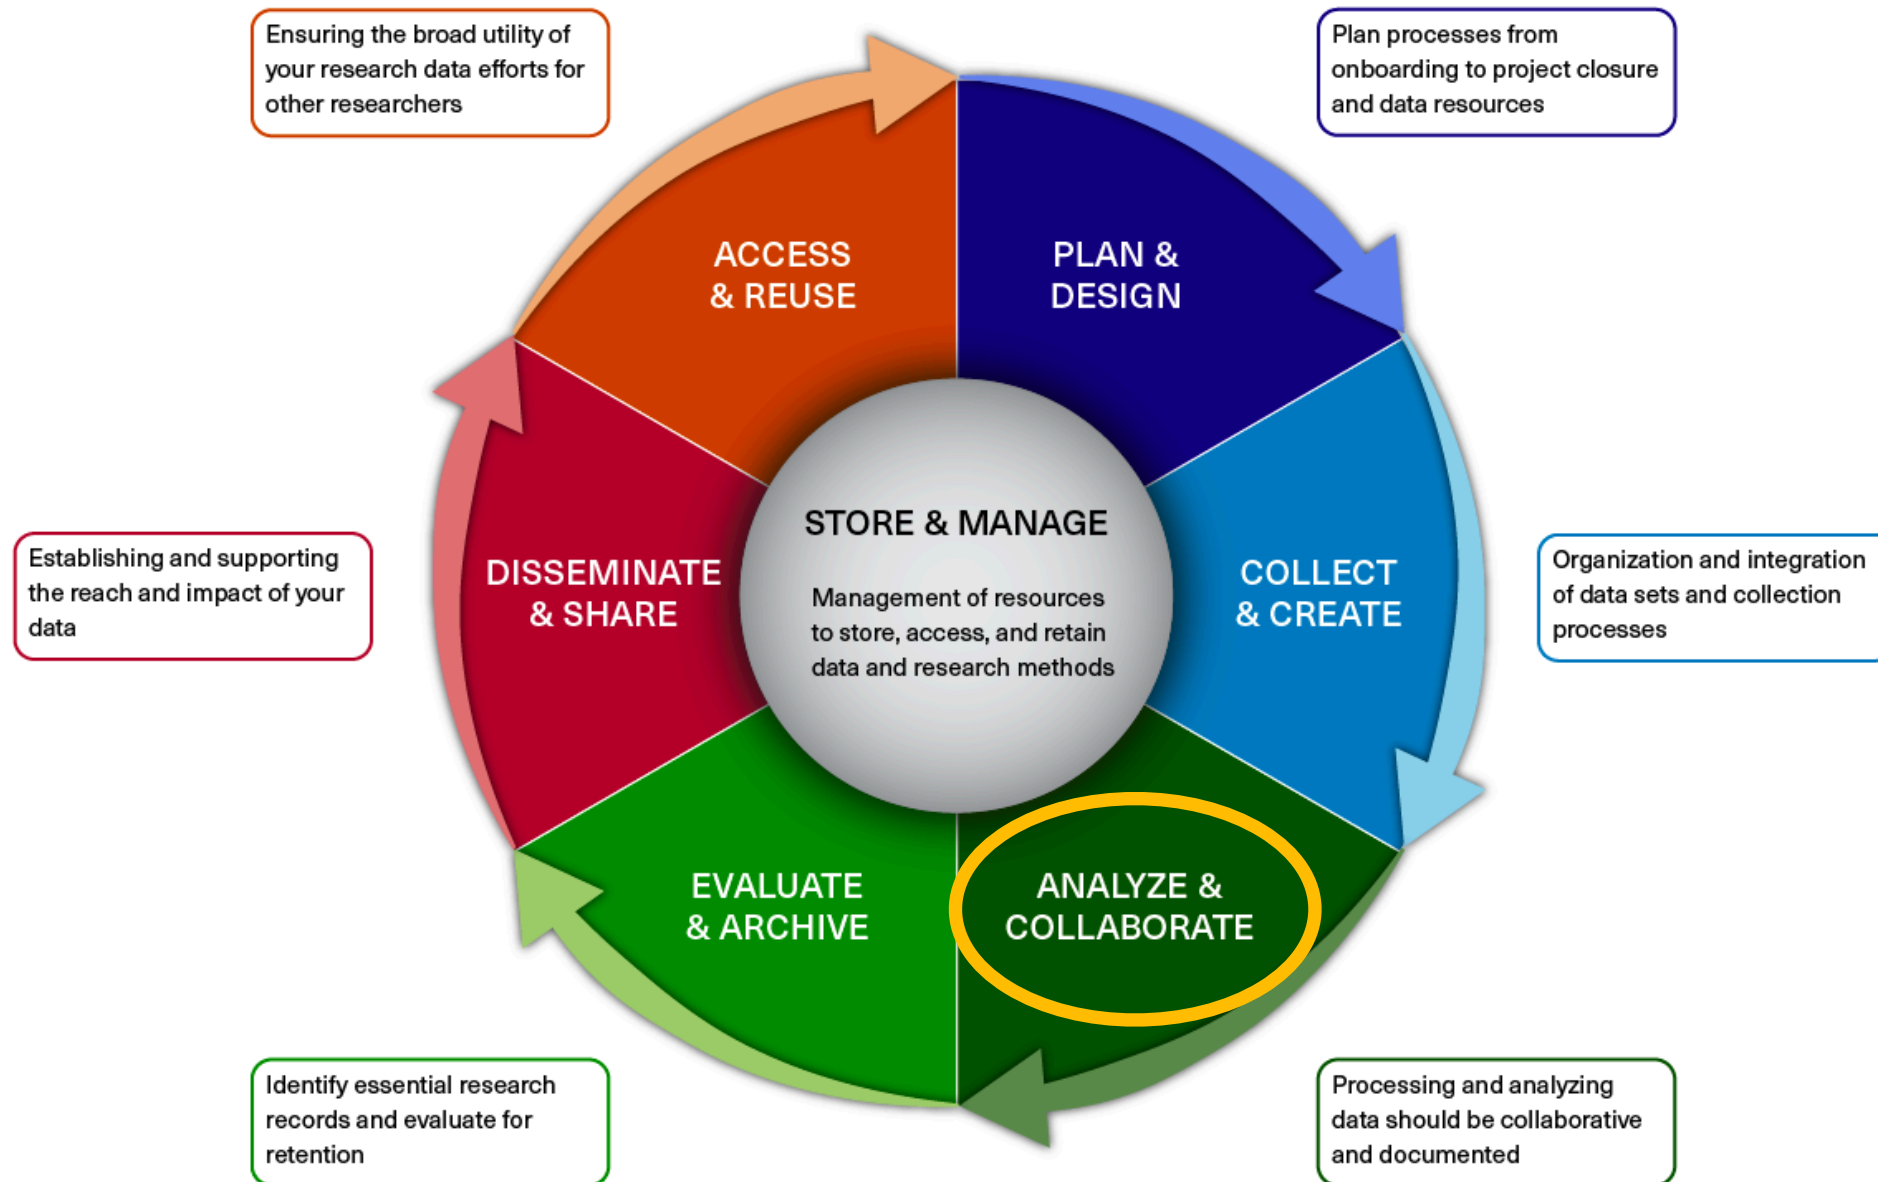 Ensuring the broad utility of
your research data efforts for
other researchers
Plan processes from
onboarding to project closure
and data resources
ACCESS
& REUSE
PLAN &
DESIGN
STORE & MANAGE
Management of resources
to store, access, and retain
data and research methods
DISSEMINATE
& SHARE
COLLECT
& CREATE
Establishing and supporting
the reach and impact of your
data
Organization and integration
of data sets and collection
processes
EVALUATE
& ARCHIVE
ANALYZE &
COLLABORATE
Identify essential research
records and evaluate for
retention
Processing and analyzing
data should be collaborative
and documented